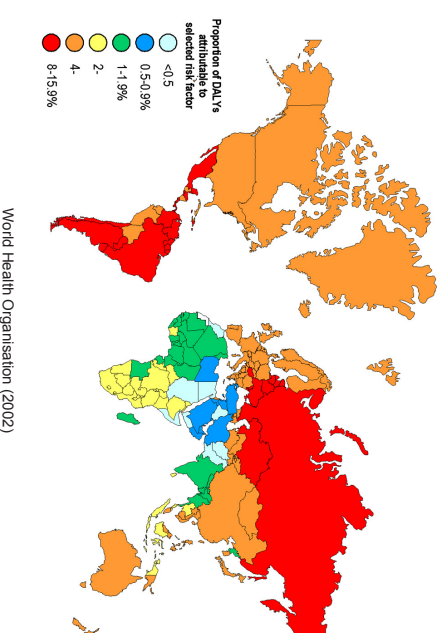 Proportion of DALYs
attributable to
selected risk factor
<0.5
0.5-0.9%
1-1.9%
2-
4-
8-15.9%
World Health Organisation (2002)